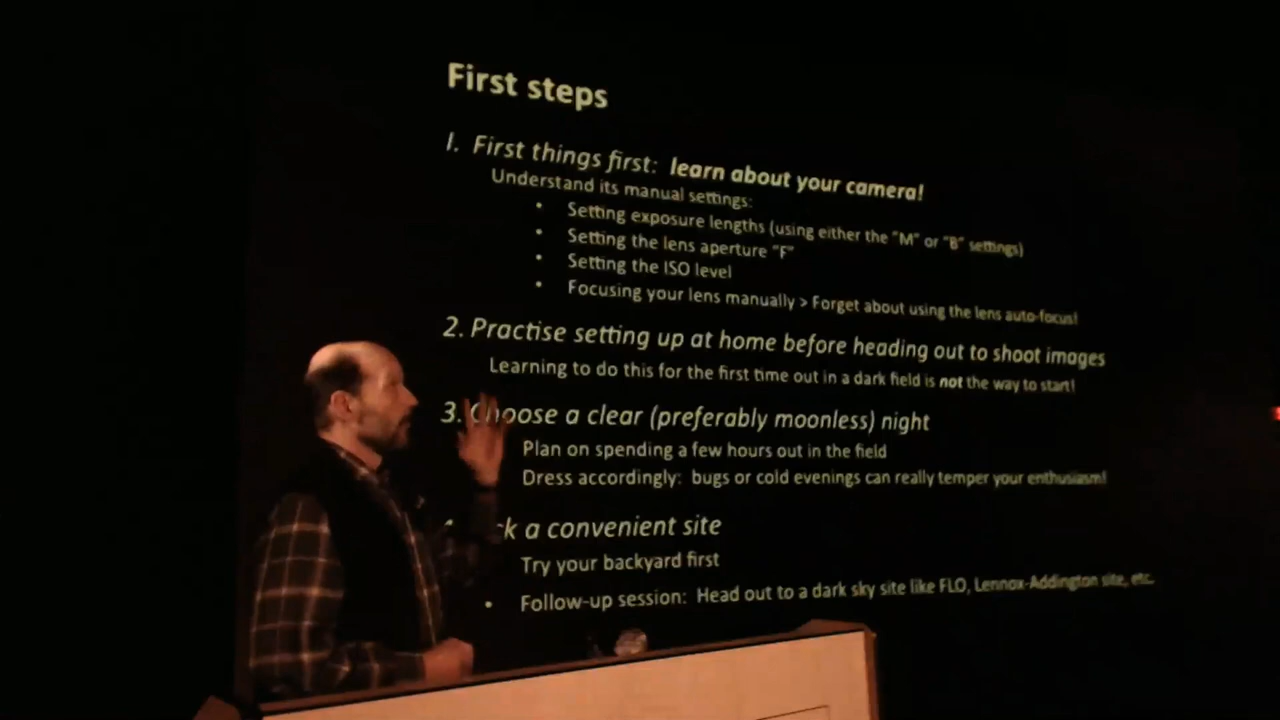 First steps
1. First things first: learn about your camera!
Understand its manual settings:
• Setting exposure lengths (using either the "M" or "B" settings)
• Setting the lens aperture "F"
• Setting the ISO level
• Focusing your lens manually > Forget about using the lens auto-focus!
2. Practise setting up at home before heading out to shoot images
Learning to do this for the first time out in a dark field is not the way to start!
3. Choose a clear (preferably moonless) night
Plan on spending a few hours out in the field
Dress accordingly: bugs or cold evenings can really temper your enthusiasm!
a convenient site
Try your backyard first
• Follow-up session: Head out to a dark sky site like FLO, Lennox-Addington site, etc.